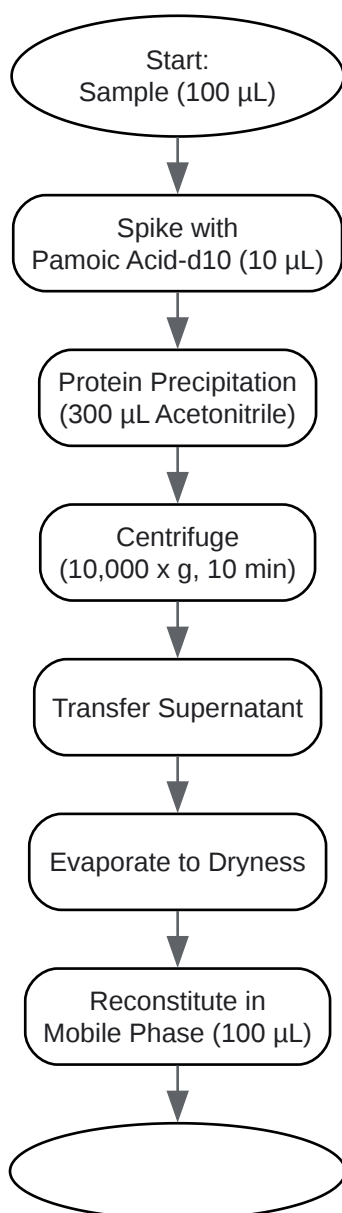 Start:
Sample (100 µL)
Spike with
Pamoic Acid-d10 (10 µL)
Protein Precipitation
(300 µL Acetonitrile)
Centrifuge
(10,000 x g, 10 min)
Transfer Supernatant
Evaporate to Dryness
Reconstitute in
Mobile Phase (100 µL)